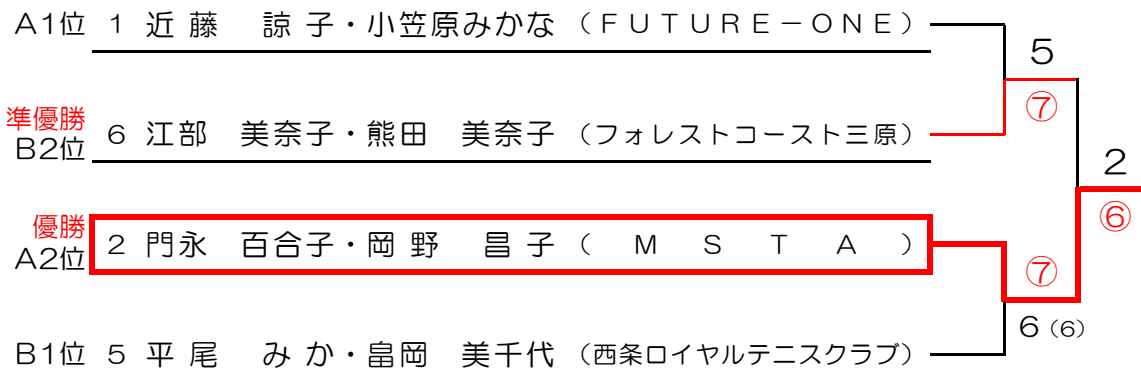 A1位 1 近藤 諒子・小笠原みかな (FUTURE-ONE)
5
準優勝
⑦
B2位 6 江部 美奈子・熊田 美奈子 (フォレストコースト三原)
2
優勝
⑥
A2位 2 門永 百合子・岡野 昌子 (MSTA)
⑦
6(6)
B1位 5 平尾 みか・畠岡 美千代 (西条ロイヤルテニスクラブ)